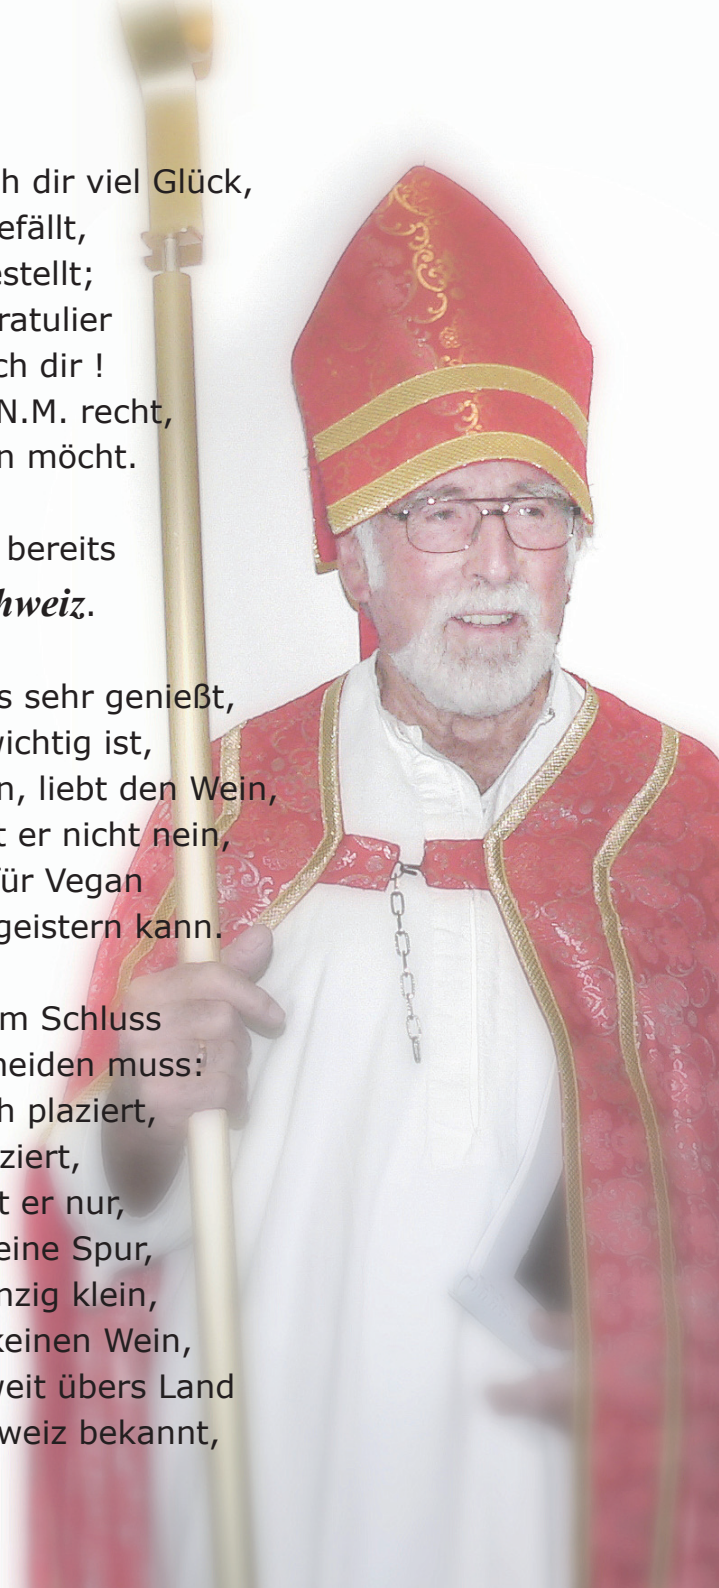 h dir viel Glück,
efällt,
estellt;
ratulier
ch dir !
N.M. recht,
n möcht.
bereits
hweiz.
s sehr genießt,
wichtig ist,
n, liebt den Wein,
t er nicht nein,
für Vegan
geistern kann.
m Schluss
neiden muss:
h plaziert,
ziert,
t er nur,
eine Spur,
nzig klein,
keinen Wein,
weit übers Land
weiz bekannt,